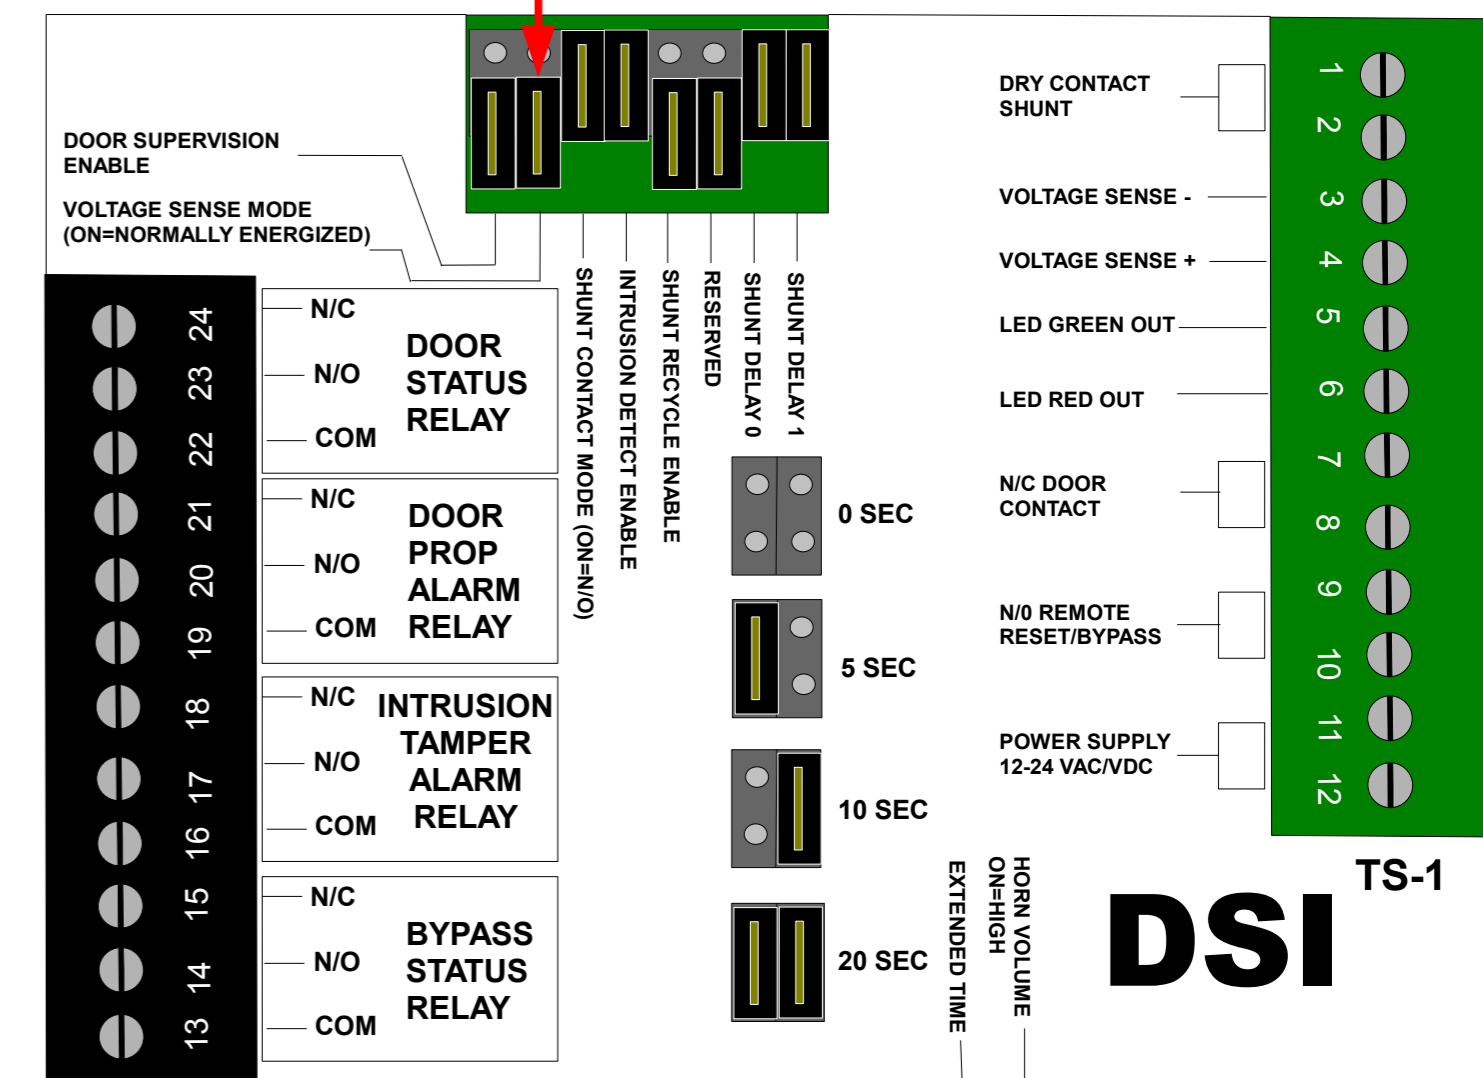 DOOR SUPERVISION
ENABLE
VOLTAGE SENSE MODE
(ON=NORMALLY ENERGIZED)
SHUNT CONTACT MODE (ON=N/O)
INTRUSION DETECT ENABLE
SHUNT RECYCLE ENABLE
RESERVED
SHUNT DELAY 0
SHUNT DELAY 1
24
23
22
21
20
19
18
17
16
15
14
13
N/C
N/O
COM
DOOR
STATUS
RELAY
N/C
N/O
COM
DOOR
PROP
ALARM
RELAY
N/C
N/O
COM
INTRUSION
TAMPER
ALARM
RELAY
N/C
N/O
COM
BYPASS
STATUS
RELAY
0 SEC
5 SEC
10 SEC
20 SEC
EXTENDED TIME
HORN VOLUME
ON=HIGH
DRY CONTACT
SHUNT
VOLTAGE SENSE -
VOLTAGE SENSE +
LED GREEN OUT
LED RED OUT
N/C DOOR
CONTACT
N/0 REMOTE
RESET/BYPASS
POWER SUPPLY
12-24 VAC/VDC
1
2
3
4
5
6
7
8
9
10
11
12
TS-1
DSI